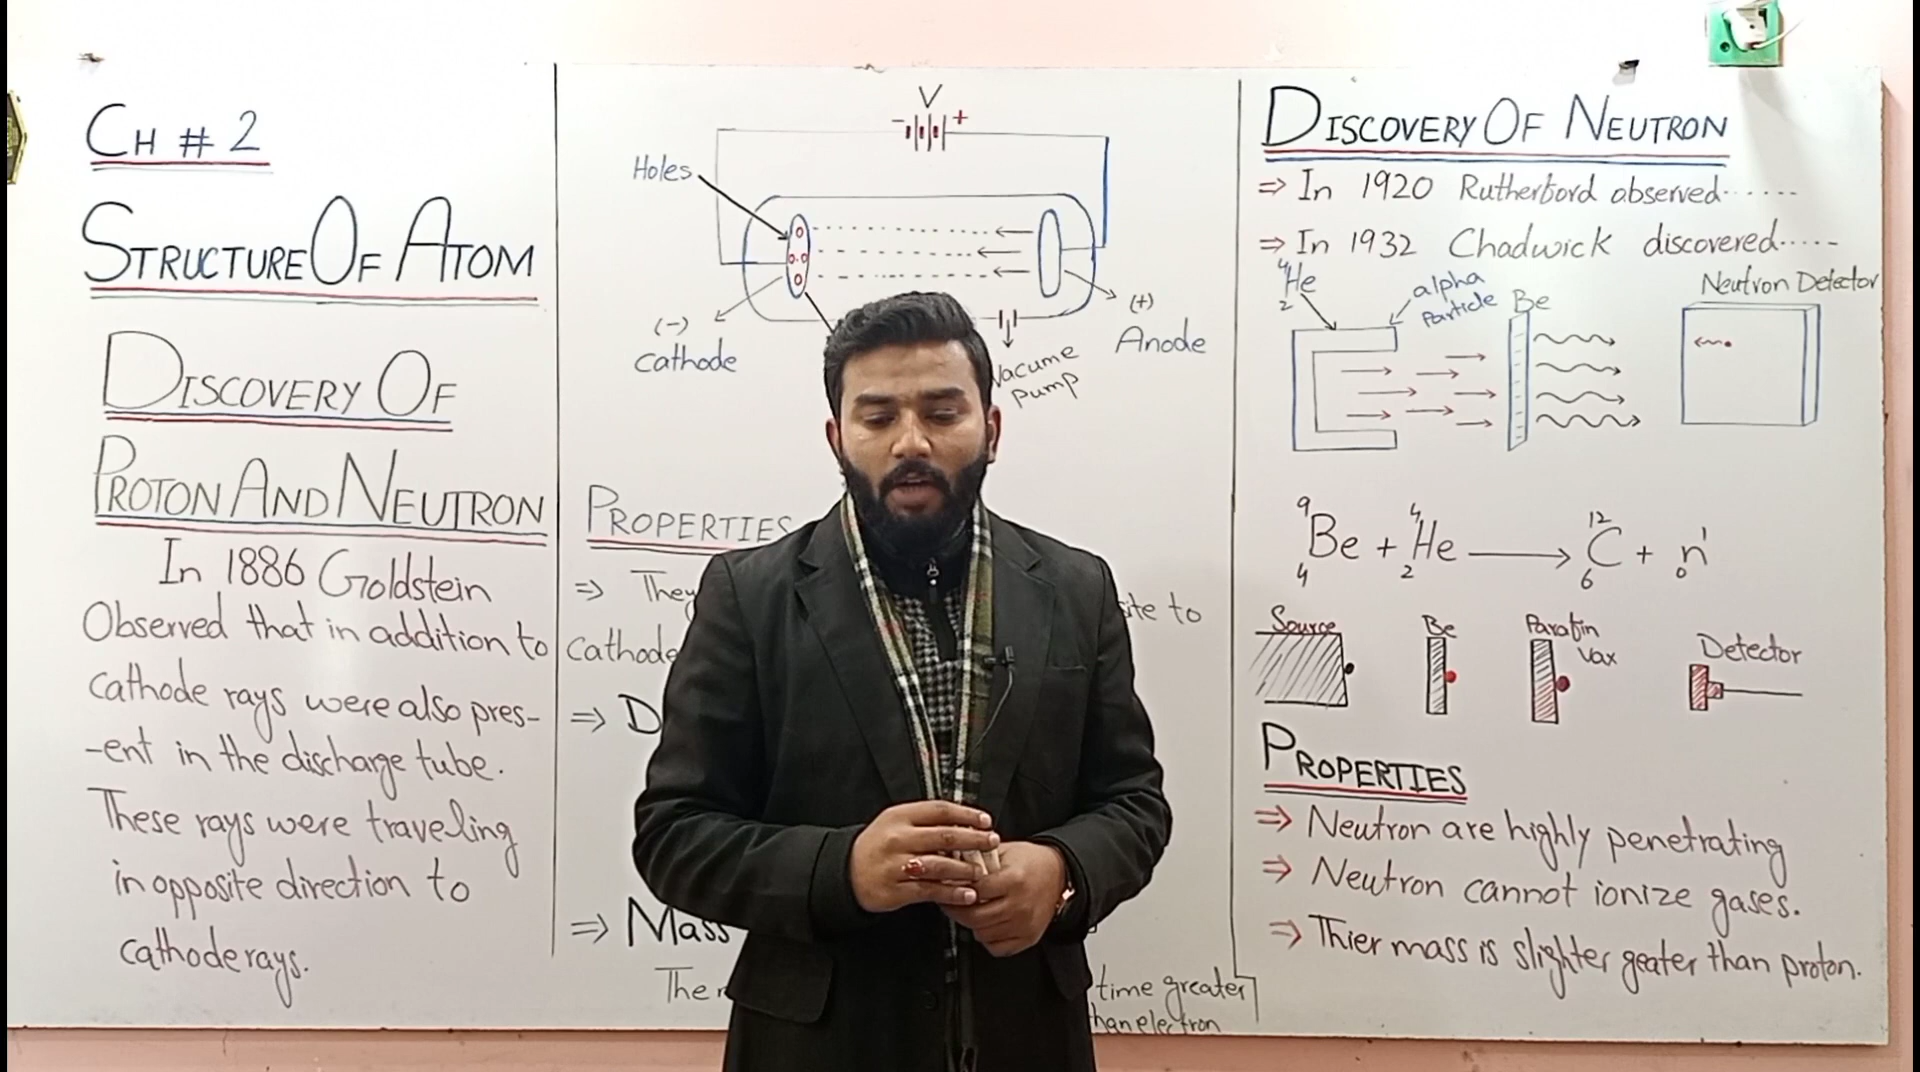 CH # 2
STRUCTURE OF ATOM
DISCOVERY OF
PROTON AND NEUTRON
In 1886 Goldstein
Observed that in addition to
cathode rays were also pres-
-ent in the discharge tube.
These rays were traveling
in opposite direction to
cathode rays.
V
- +
Holes
(-)
Cathode
(+)
Anode
Vacume
Pump
PROPERTIES
⇒ They
site to
Cathode
⇒ D
⇒ Mass
The
time greater
than electron
DISCOVERY OF NEUTRON
⇒ In 1920 Rutherford observed......
⇒ In 1932 Chadwick discovered.....
4 He 2
alpha
Particle
Be
Neutron Detector
9 4 Be + 4 2 He ⟶ 12 6 C + 0 n 1
Source
Be
Parafin
Vax
Detector
PROPERTIES
⇒ Neutron are highly penetrating
⇒ Neutron cannot ionize gases.
⇒ Thier mass is slighter geater than proton.